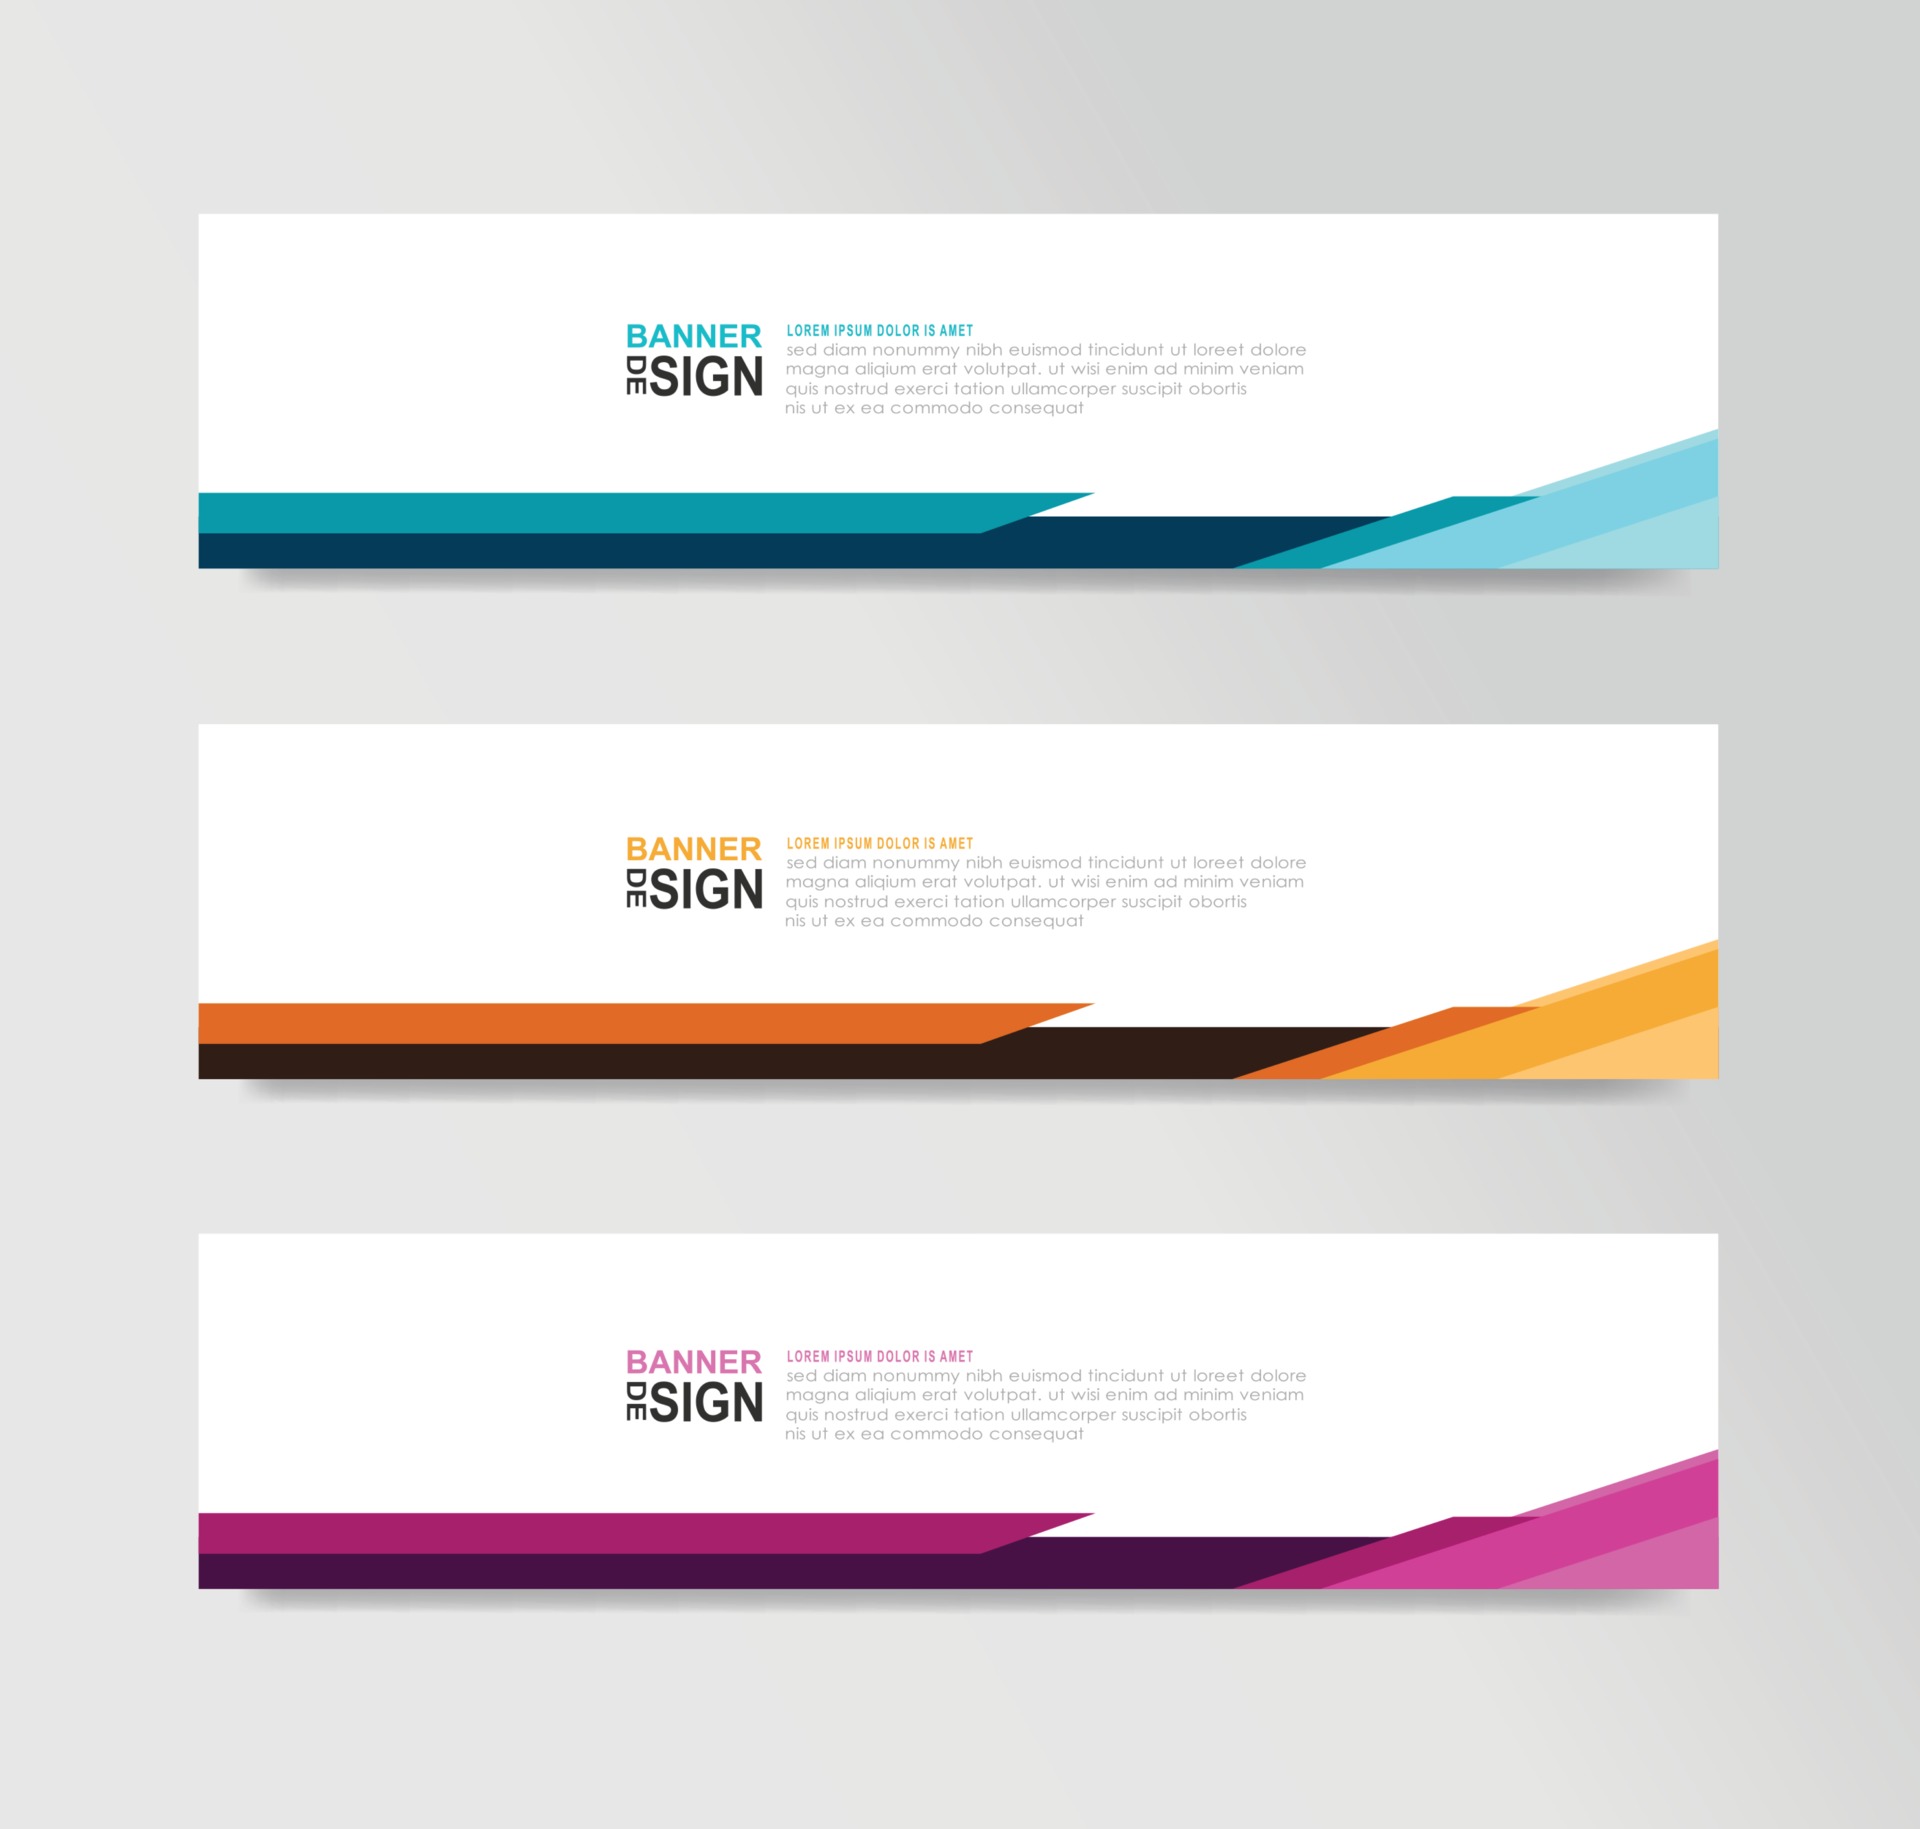 BANNER
DESIGN
LOREM IPSUM DOLOR IS AMET
sed diam nonummy nibh euismod tincidunt ut loreet dolore
magna aliqium erat volutpat. ut wisi enim ad minim veniam
quis nostrud exerci tation ullamcorper suscipit obortis
nis ut ex ea commodo consequat
BANNER
DESIGN
LOREM IPSUM DOLOR IS AMET
sed diam nonummy nibh euismod tincidunt ut loreet dolore
magna aliqium erat volutpat. ut wisi enim ad minim veniam
quis nostrud exerci tation ullamcorper suscipit obortis
nis ut ex ea commodo consequat
BANNER
DESIGN
LOREM IPSUM DOLOR IS AMET
sed diam nonummy nibh euismod tincidunt ut loreet dolore
magna aliqium erat volutpat. ut wisi enim ad minim veniam
quis nostrud exerci tation ullamcorper suscipit obortis
nis ut ex ea commodo consequat